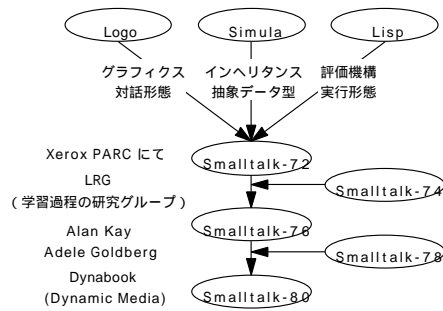 Logo
Simula
Lisp
グラフィクス
対話形態
インヘリタンス
抽象データ型
評価機構
実行形態
Xerox PARC にて
Smalltalk-72
LRG
Smalltalk-74
(学習過程の研究グループ)
Smalltalk-76
Alan Kay
Adele Goldberg
Smalltalk-78
Dynabook
(Dynamic Media)
Smalltalk-80